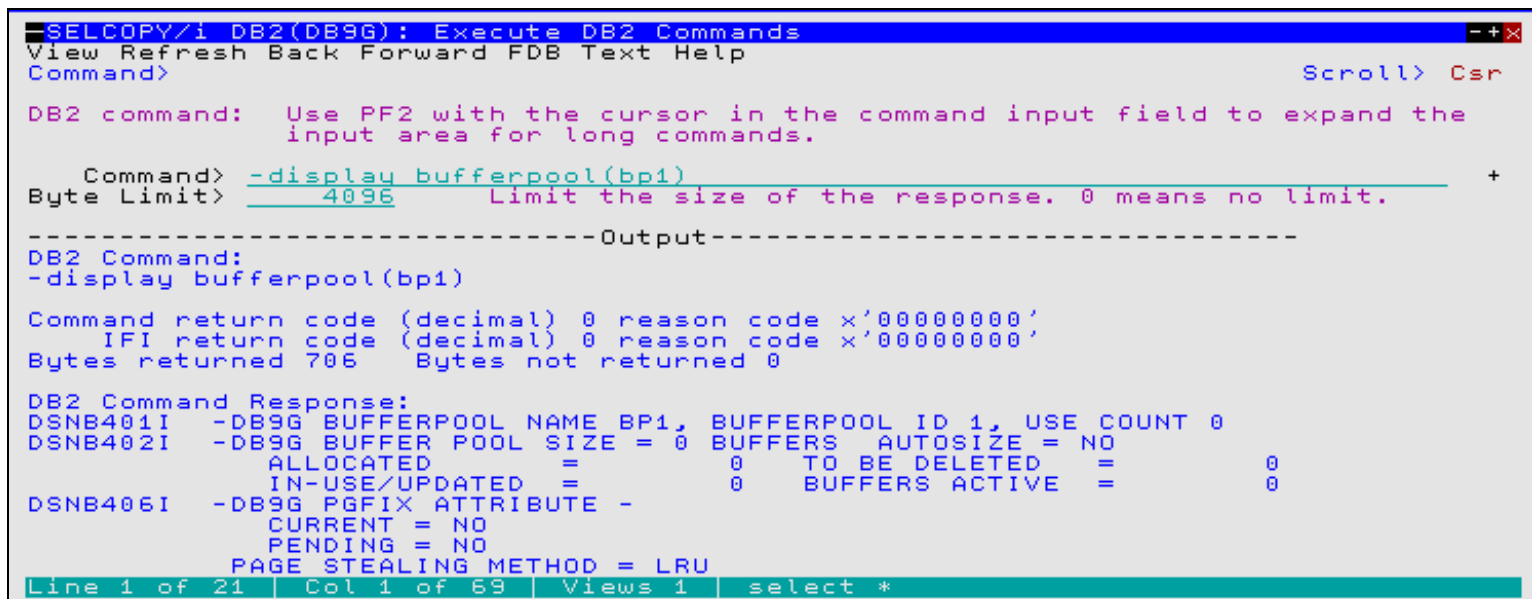 SELCOPY/i DB2(DB9G): Execute DB2 Commands - + x
View Refresh Back Forward FDB Text Help
Command> Scroll> Csr
DB2 command: Use PF2 with the cursor in the command input field to expand the
input area for long commands.
Command> -display bufferpool(bp1) +
Byte Limit> 4096 Limit the size of the response. 0 means no limit.
-------------------------------Output--------------------------------
DB2 Command:
-display bufferpool(bp1)
Command return code (decimal) 0 reason code x'00000000'
IFI return code (decimal) 0 reason code x'00000000'
Bytes returned 706 Bytes not returned 0
DB2 Command Response:
DSNB401I -DB9G BUFFERPOOL NAME BP1, BUFFERPOOL ID 1, USE COUNT 0
DSNB402I -DB9G BUFFER POOL SIZE = 0 BUFFERS AUTOSIZE = NO
ALLOCATED = 0 TO BE DELETED = 0
IN-USE/UPDATED = 0 BUFFERS ACTIVE = 0
DSNB406I -DB9G PGFIX ATTRIBUTE -
CURRENT = NO
PENDING = NO
PAGE STEALING METHOD = LRU
Line 1 of 21 | Col 1 of 69 | Views 1 | select *